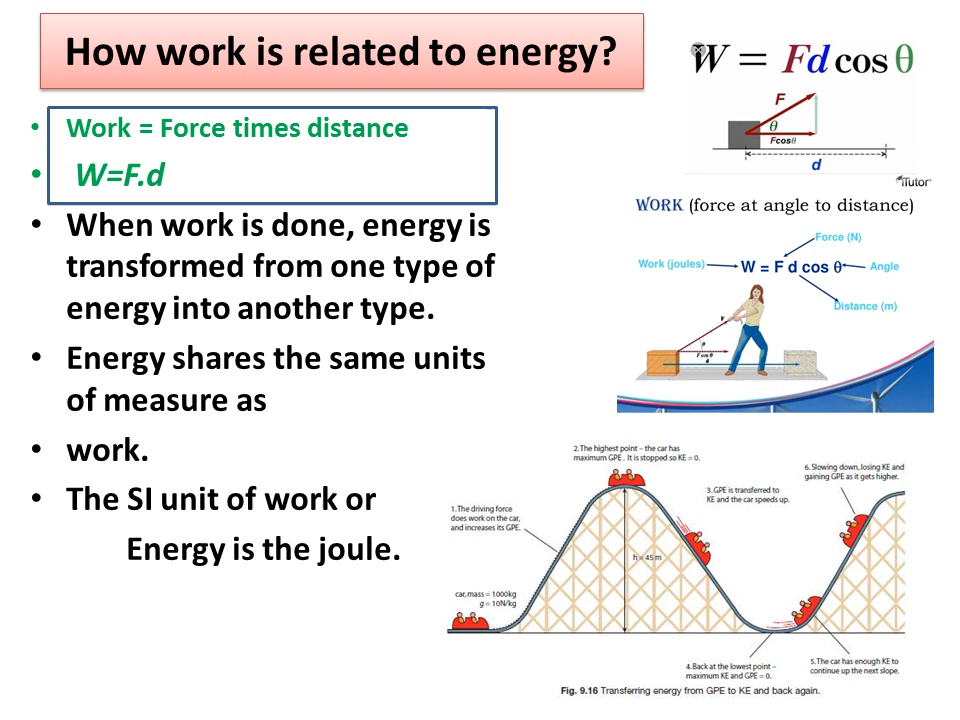 How work is related to energy?
• Work = Force times distance
• W=F.d
• When work is done, energy is
transformed from one type of
energy into another type.
• Energy shares the same units
of measure as
• work.
• The SI unit of work or
Energy is the joule.
W = Fd cos θ
F
θ
Fcosθ
d
iTutor
WORK (force at angle to distance)
Force (N)
Work (joules)
W = F d cos θ
Angle
Distance (m)
F
θ
F cos θ
d
2.The highest point – the car has
maximum GPE . It is stopped so KE = 0.
6.Slowing down, losing KE and
gaining GPE as it gets higher.
3.GPE is transferred to
KE and the car speeds up.
1.The driving force
does work on the car,
and increases its GPE.
h = 45 m
car, mass = 1000kg
g = 10N/kg
4.Back at the lowest point –
maximum KE and GPE = 0.
5.The car has enough KE to
continue up the next slope.
Fig. 9.16 Transferring energy from GPE to KE and back again.